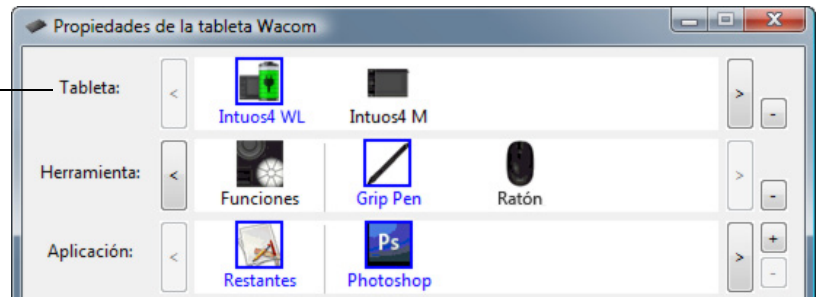 Propiedades de la tableta Wacom
Tableta:
<
Intuos4 WL
Intuos4 M
>
-
Herramienta:
<
Funciones
Grip Pen
Ratón
>
-
Aplicación:
<
Restantes
Ps
Photoshop
>
+
-